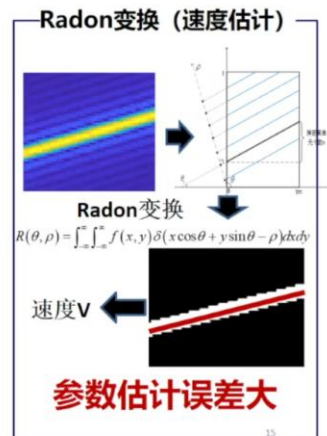 Radon变换（速度估计）
Radon变换
R(θ,ρ)=∫_{-∞}^{∞}∫_{-∞}^{∞} f(x,y)δ(xcosθ+ysinθ−ρ)dxdy
速度V
参数估计误差大
15